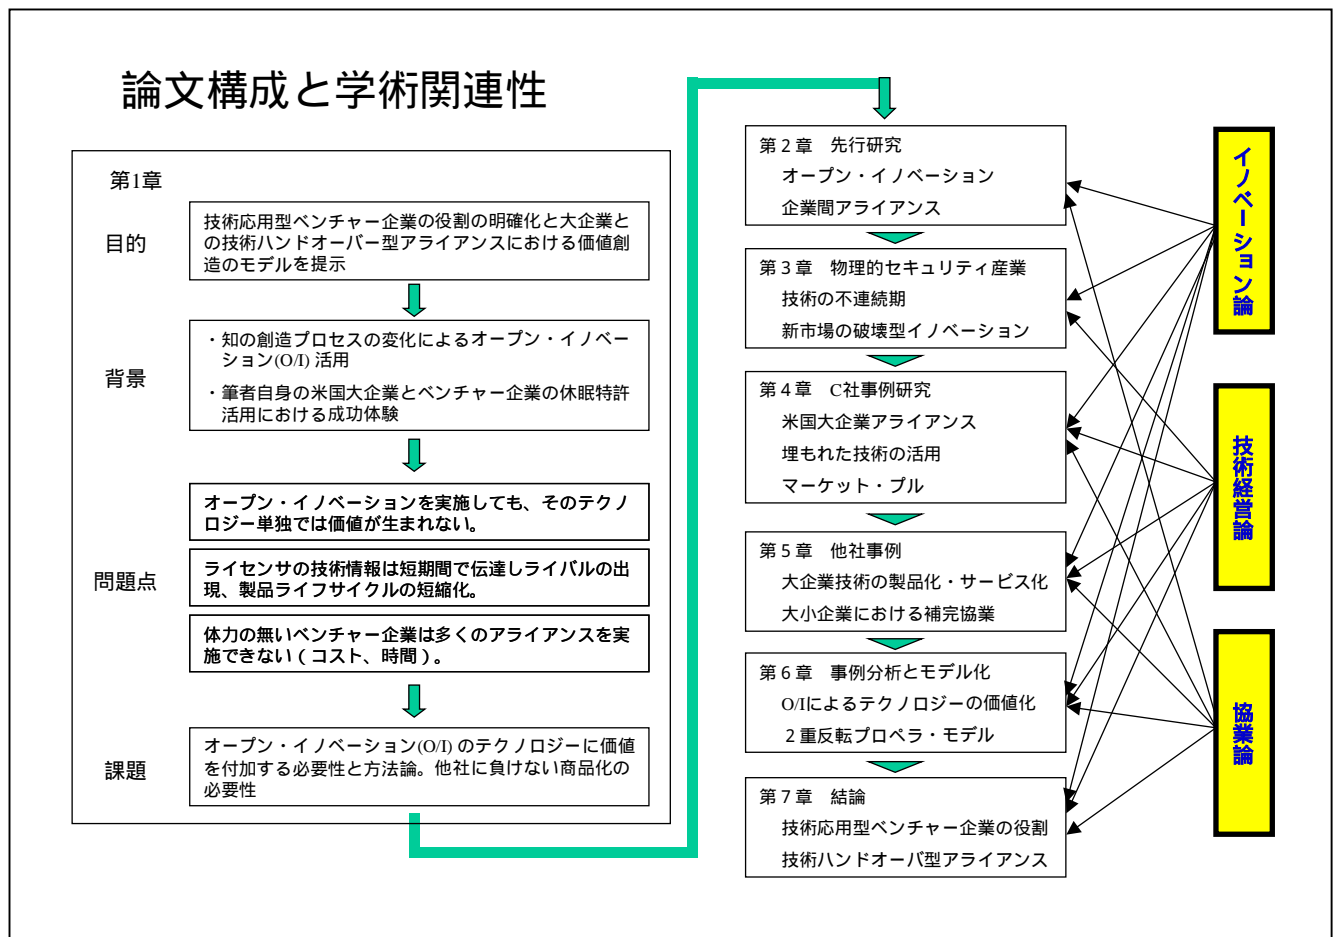 論文構成と学術関連性
第1章
目的
技術応用型ベンチャー企業の役割の明確化と大企業と
の技術ハンドオーバー型アライアンスにおける価値創
造のモデルを提示
背景
・知の創造プロセスの変化によるオープン・イノベー
ション(O/I) 活用
・筆者自身の米国大企業とベンチャー企業の休眠特許
活用における成功体験
問題点
オープン・イノベーションを実施しても、そのテクノ
ロジー単独では価値が生まれない。
ライセンサの技術情報は短期間で伝達しライバルの出
現、製品ライフサイクルの短縮化。
体力の無いベンチャー企業は多くのアライアンスを実
施できない（コスト、時間）。
課題
オープン・イノベーション(O/I) のテクノロジーに価値
を付加する必要性と方法論。他社に負けない商品化の
必要性
第２章　先行研究
オープン・イノベーション
企業間アライアンス
第３章　物理的セキュリティ産業
技術の不連続期
新市場の破壊型イノベーション
第４章　C社事例研究
米国大企業アライアンス
埋もれた技術の活用
マーケット・プル
第５章　他社事例
大企業技術の製品化・サービス化
大小企業における補完協業
第６章　事例分析とモデル化
O/Iによるテクノロジーの価値化
２重反転プロペラ・モデル
第７章　結論
技術応用型ベンチャー企業の役割
技術ハンドオーバ型アライアンス
イノベーション論
技術経営論
協業論